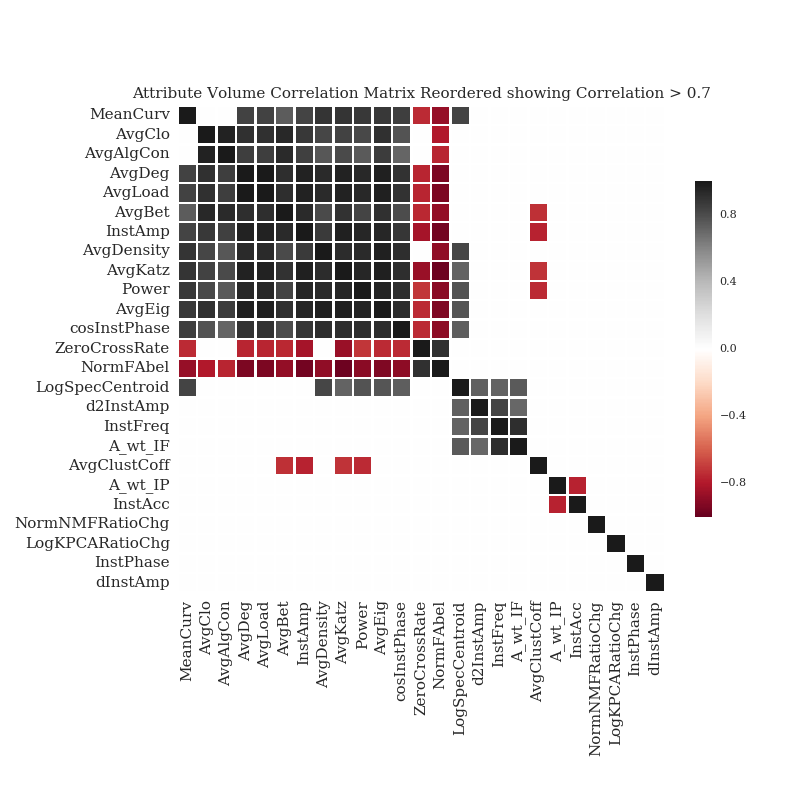 Attribute Volume Correlation Matrix Reordered showing Correlation > 0.7
MeanCurv
AvgClo
AvgAlgCon
AvgDeg
AvgLoad
AvgBet
InstAmp
AvgDensity
AvgKatz
Power
AvgEig
cosInstPhase
ZeroCrossRate
NormFAbel
LogSpecCentroid
d2InstAmp
InstFreq
A_wt_IF
AvgClustCoff
A_wt_IP
InstAcc
NormNMFRatioChg
LogKPCARatioChg
InstPhase
dInstAmp
MeanCurv
AvgClo
AvgAlgCon
AvgDeg
AvgLoad
AvgBet
InstAmp
AvgDensity
AvgKatz
Power
AvgEig
cosInstPhase
ZeroCrossRate
NormFAbel
LogSpecCentroid
d2InstAmp
InstFreq
A_wt_IF
AvgClustCoff
A_wt_IP
InstAcc
NormNMFRatioChg
LogKPCARatioChg
InstPhase
dInstAmp
0.8
0.4
0.0
−0.4
−0.8